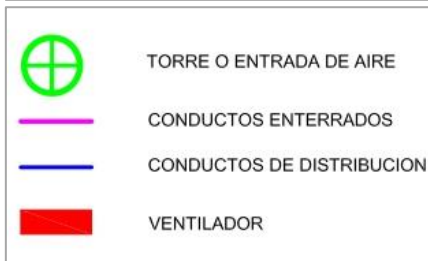 TORRE O ENTRADA DE AIRE
CONDUCTOS ENTERRADOS
CONDUCTOS DE DISTRIBUCION
VENTILADOR